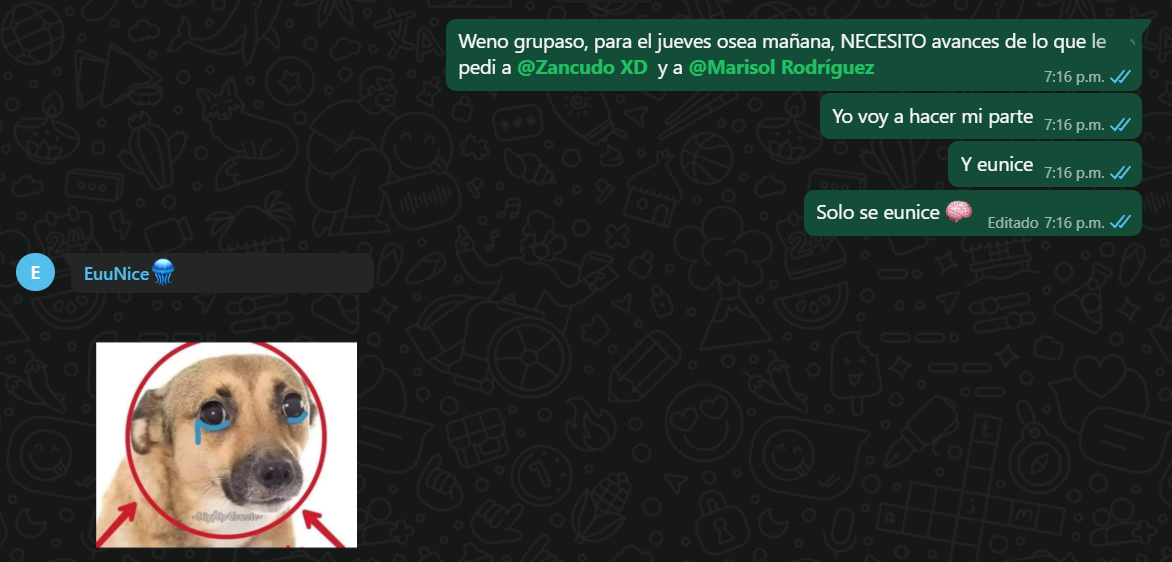 Weno grupaso, para el jueves osea mañana, NECESITO avances de lo que le
pedi a @Zancudo XD y a @Marisol Rodríguez
7:16 p.m.
Yo voy a hacer mi parte 7:16 p.m.
Y eunice 7:16 p.m.
Solo se eunice 🧠 Editado 7:16 p.m.
E EuuNice🪼